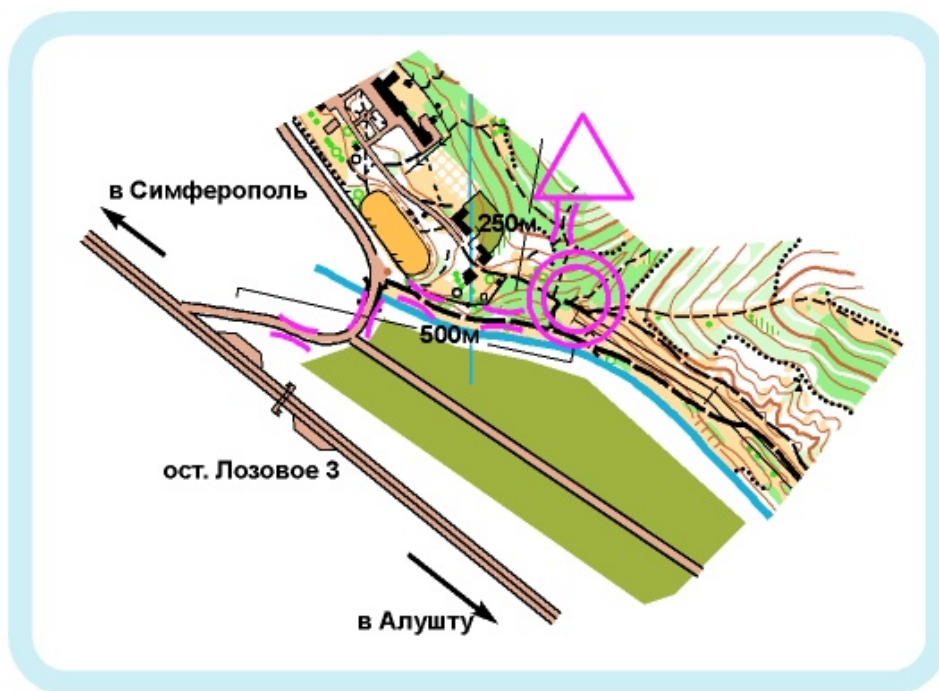 в Симферополь
250м
500м
ост. Лозовое 3
в Алушту